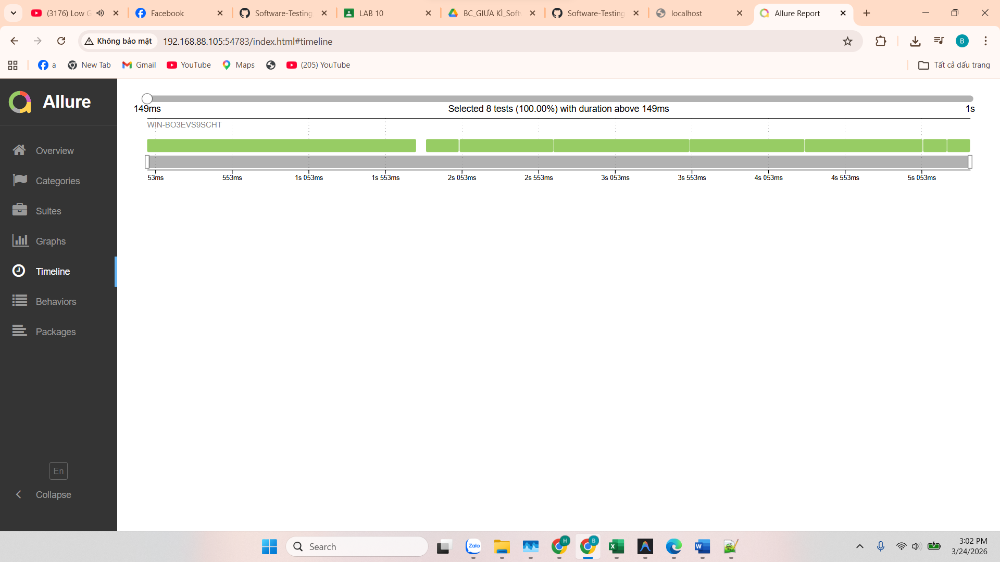 (3176) Low G
Facebook
Software-Testing
LAB 10
BC_GIỮA KÌ_Soft
Software-Testing
localhost
Allure Report
Không bảo mật
192.168.88.105:54783/index.html#timeline
B
a
New Tab
Gmail
YouTube
Maps
(205) YouTube
Tất cả dấu trang
Allure
Overview
Categories
Suites
Graphs
Timeline
Behaviors
Packages
En
Collapse
149ms
Selected 8 tests (100.00%) with duration above 149ms
1s
WIN-BO3EVS9SCHT
53ms
553ms
1s 053ms
1s 553ms
2s 053ms
2s 553ms
3s 053ms
3s 553ms
4s 053ms
4s 553ms
5s 053ms
Search
Zalo
H
B
3:02 PM
3/24/2026